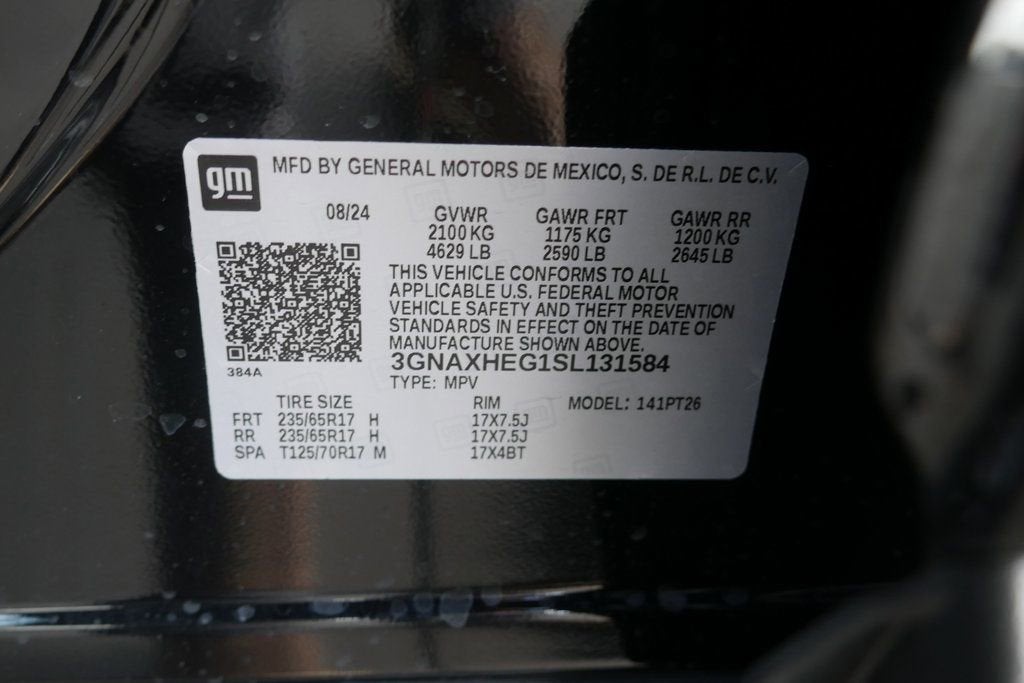 gm MFD BY GENERAL MOTORS DE MEXICO, S. DE R.L. DE C.V.
08/24 GVWR GAWR FRT GAWR RR
2100 KG 1175 KG 1200 KG
4629 LB 2590 LB 2645 LB
THIS VEHICLE CONFORMS TO ALL
APPLICABLE U.S. FEDERAL MOTOR
VEHICLE SAFETY AND THEFT PREVENTION
STANDARDS IN EFFECT ON THE DATE OF
MANUFACTURE SHOWN ABOVE.
3GNAXHEG1SL131584
384A
TYPE: MPV
TIRE SIZE RIM MODEL: 141PT26
FRT 235/65R17 H 17X7.5J
RR 235/65R17 H 17X7.5J
SPA T125/70R17 M 17X4BT